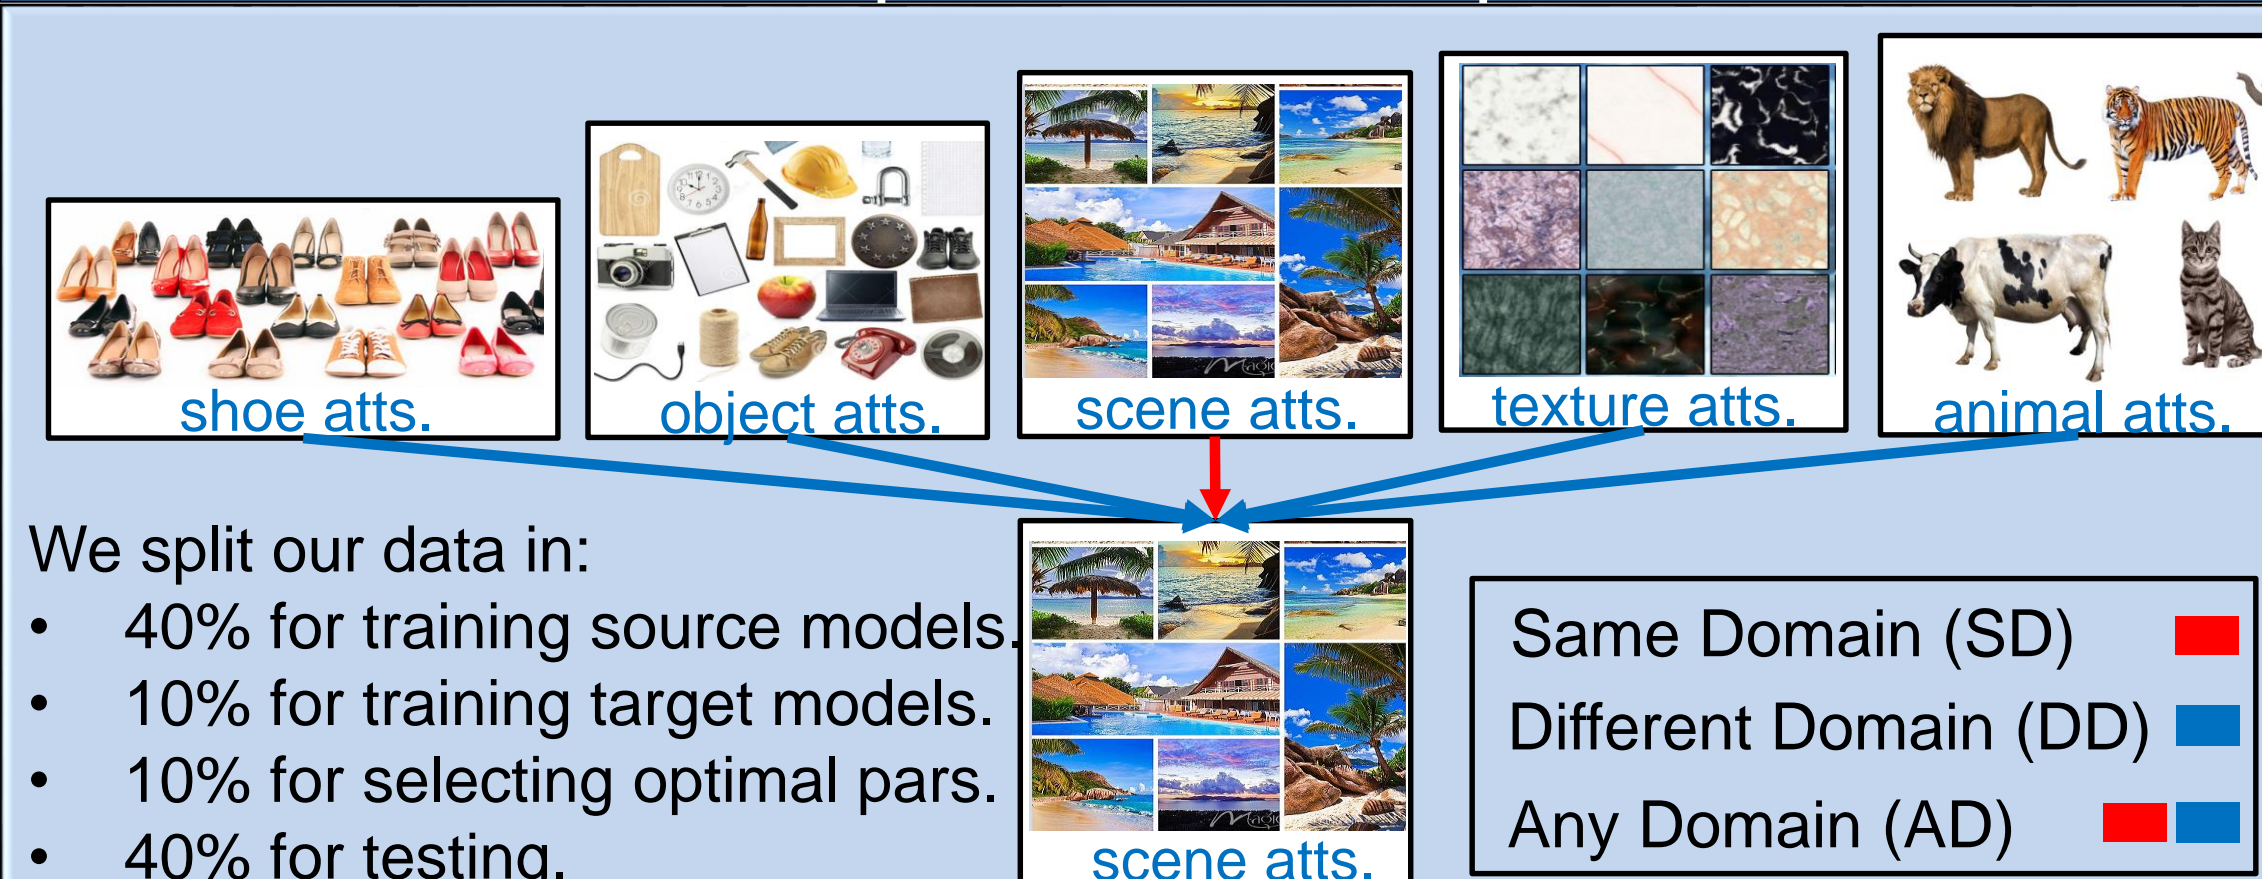 shoe atts.
object atts.
scene atts.
texture atts.
animal atts.
We split our data in:
• 40% for training source models.
• 10% for training target models.
• 10% for selecting optimal pars.
• 40% for testing.
scene atts.
Same Domain (SD)
Different Domain (DD)
Any Domain (AD)